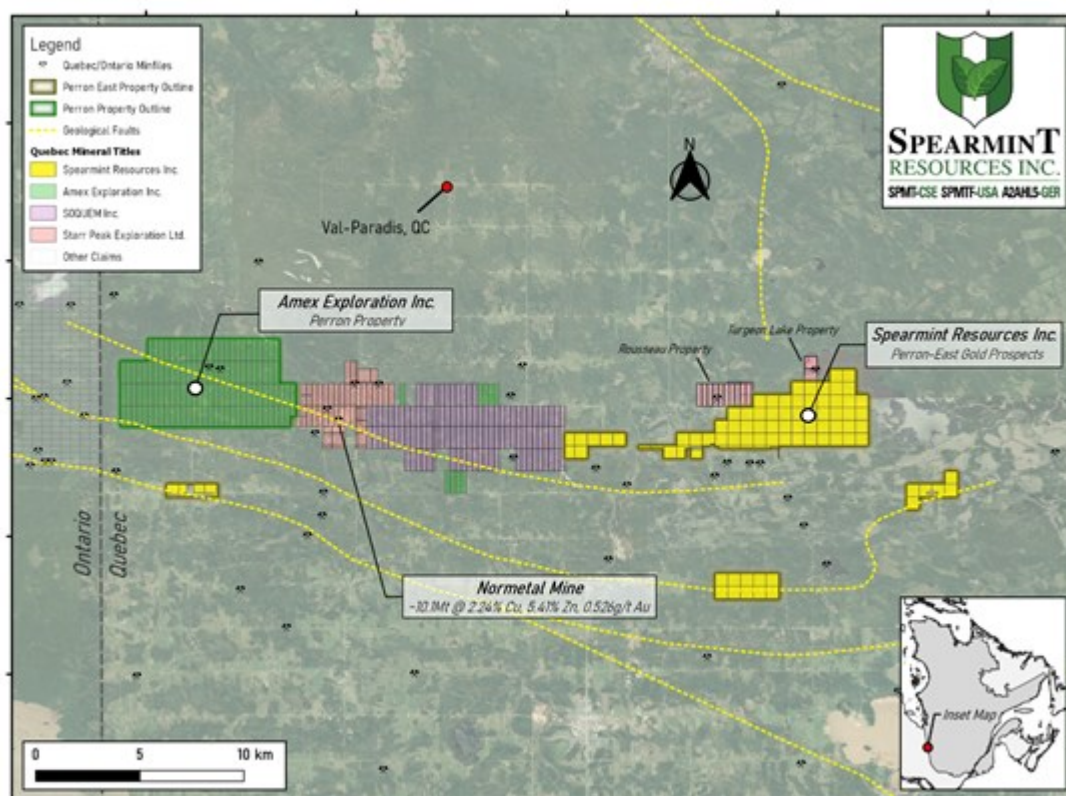 Legend
Quebec/Ontario Minfiles
Perron East Property Outline
Perron Property Outline
Geological Faults
Quebec Mineral Titles
Spearmint Resources Inc.
Amex Exploration Inc.
SOQUEM Inc.
Starr Peak Exploration Ltd.
Other Claims
SPEARMINT
RESOURCES INC.
SPMT-CSE SPMTF-USA A2AHL5-GER
N
Val-Paradis, QC
Amex Exploration Inc.
Perron Property
Turgeon Lake Property
Rousseau Property
Spearmint Resources Inc.
Perron-East Gold Prospects
Ontario
Quebec
Normetal Mine
~10.1Mt @ 2.24% Cu, 5.41% Zn, 0.526g/t Au
Inset Map
0 5 10 km